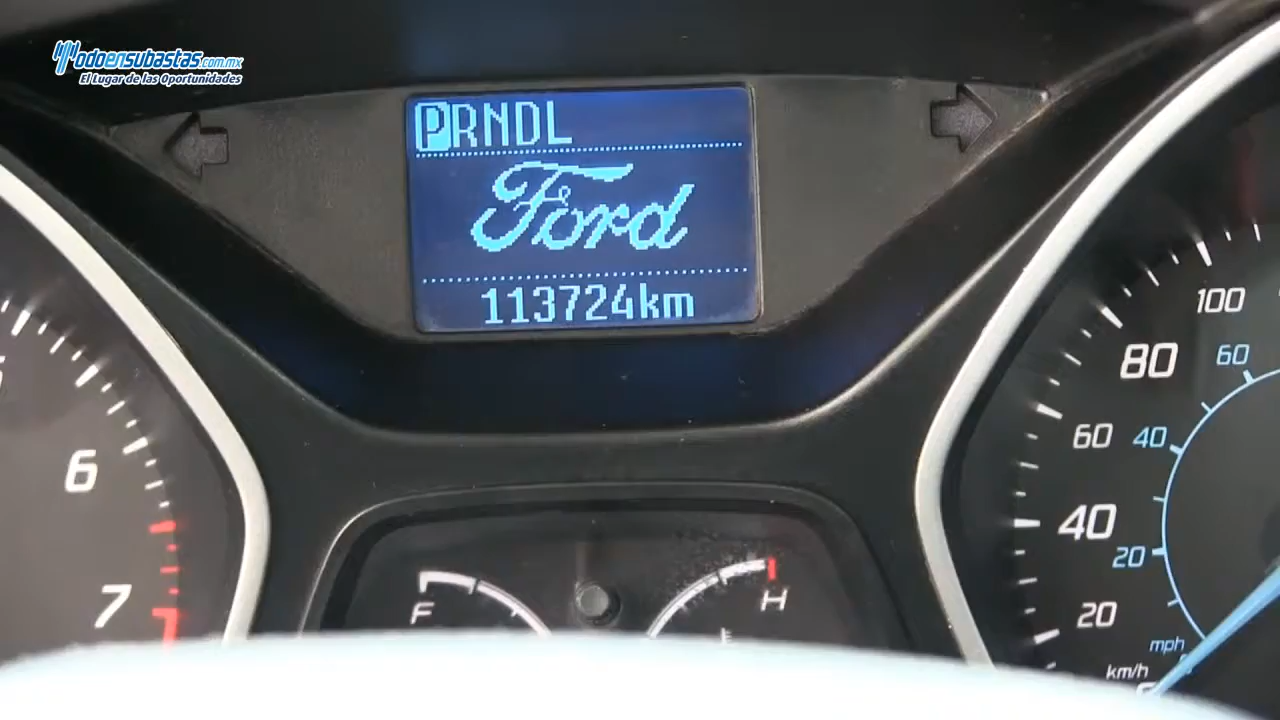 Todoensubastas.com.mx
El Lugar de las Oportunidades
PRNDL
Ford
113724km
6
7
F
H
100
80
60
60
40
40
20
20
mph
km/h